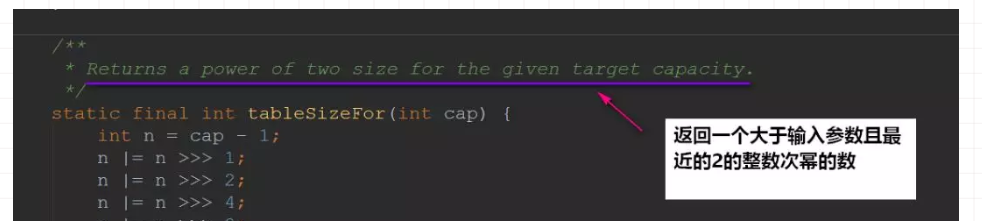 /**
* Returns a power of two size for the given target capacity.
*/
static final int tableSizeFor(int cap) {
int n = cap - 1;
n |= n >>> 1;
n |= n >>> 2;
n |= n >>> 4;
返回一个大于输入参数且最
近的2的整数次幂的数